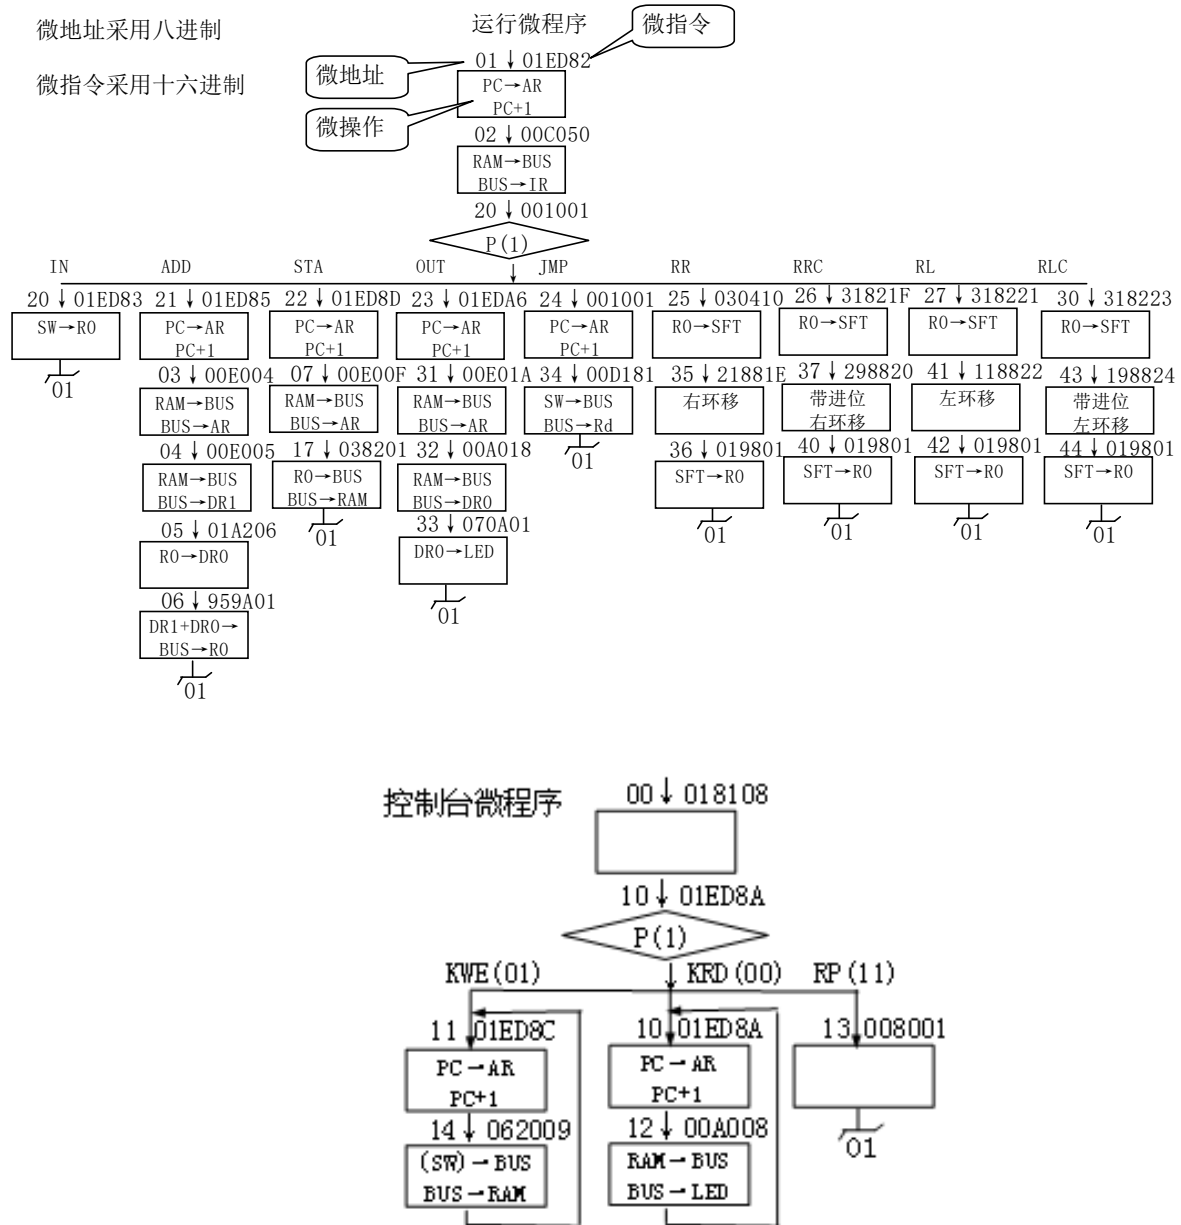 微地址采用八进制
运行微程序
微指令
01 01ED82
微指令采用十六进制
微地址
PC→AR
PC+1
微操作
02 00C050
RAM→BUS
BUS→IR
20 001001
P(1)
IN ADD STA OUT JMP RR RRC RL RLC
20 01ED83 21 01ED85 22 01ED8D 23 01EDA6 24 001001 25 030410 26 31821F 27 318221 30 318223
SW→R0 PC→AR PC→AR PC→AR PC→AR R0→SFT R0→SFT R0→SFT R0→SFT
PC+1 PC+1 PC+1 PC+1
01
03 00E004 07 00E00F 31 00E01A 34 00D181 35 21881E 37 298820 41 118822 43 198824
RAM→BUS RAM→BUS RAM→BUS SW→BUS 右环移 带进位 左环移 带进位
BUS→AR BUS→AR BUS→AR BUS→Rd 右环移 左环移
01
04 00E005 17 038201 32 00A018 36 019801 40 019801 42 019801 44 019801
RAM→BUS R0→BUS RAM→BUS SFT→R0 SFT→R0 SFT→R0 SFT→R0
BUS→DR1 BUS→RAM BUS→DR0
01 01 01 01 01
05 01A206 33 070A01
R0→DR0 DR0→LED
01
06 959A01
DR1+DR0→
BUS→R0
01
控制台微程序
00 018108
10 01ED8A
P(1)
KWE(01) KRD(00) RP(11)
11 01ED8C 10 01ED8A 13 008001
PC→AR PC→AR
PC+1 PC+1
14 062009 12 00A008 01
(SW)→BUS RAM→BUS
BUS→RAM BUS→LED